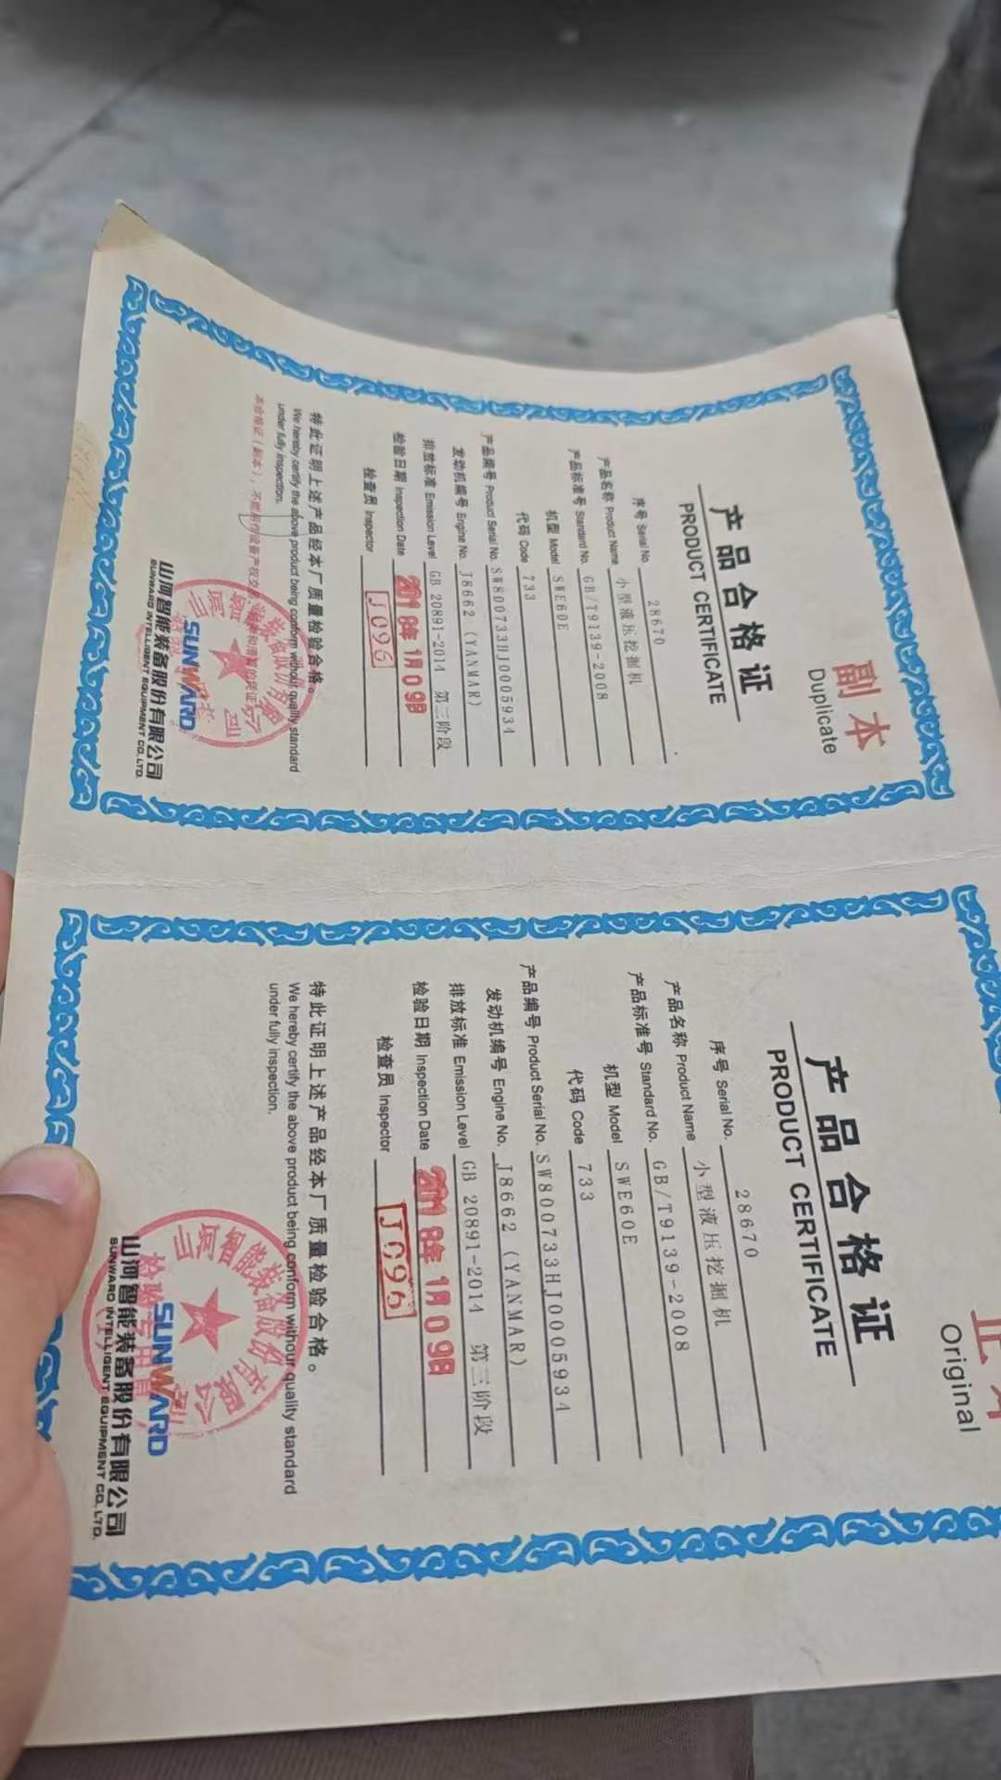 副本
Duplicate
产品合格证
PRODUCT CERTIFICATE
序号 Serial No. 28670
产品名称 Product Name 小型液压挖掘机
产品标准号 Standard No. GB/T9139-2008
机型 Model SWE60E
代码 Code 733
产品编号 Product Serial No. SW800733HJ0005934
发动机编号 Engine No. J8662 (YANMAR)
排放标准 Emission Level GB 20891-2014 第三阶段
检验日期 Inspection Date 2018年1月09日
检查员 Inspector J096
特此证明上述产品经本厂质量检验合格。
We hereby certify the above product being conform without quality standard
under fully inspection.
SUNWARD
山河智能装备股份有限公司
SUNWARD INTELLIGENT EQUIPMENT CO., LTD.
Original
产品合格证
PRODUCT CERTIFICATE
序号 Serial No. 28670
产品名称 Product Name 小型液压挖掘机
产品标准号 Standard No. GB/T9139-2008
机型 Model SWE60E
代码 Code 733
产品编号 Product Serial No. SW800733HJ0005934
发动机编号 Engine No. J8662 (YANMAR)
排放标准 Emission Level GB 20891-2014 第三阶段
检验日期 Inspection Date 2018年1月09日
检查员 Inspector J096
特此证明上述产品经本厂质量检验合格。
We hereby certify the above product being conform withour quality standard
under fully inspection.
山河智能装备股份有限公司
SUNWARD
山河智能装备股份有限公司
SUNWARD INTELLIGENT EQUIPMENT CO., LTD.